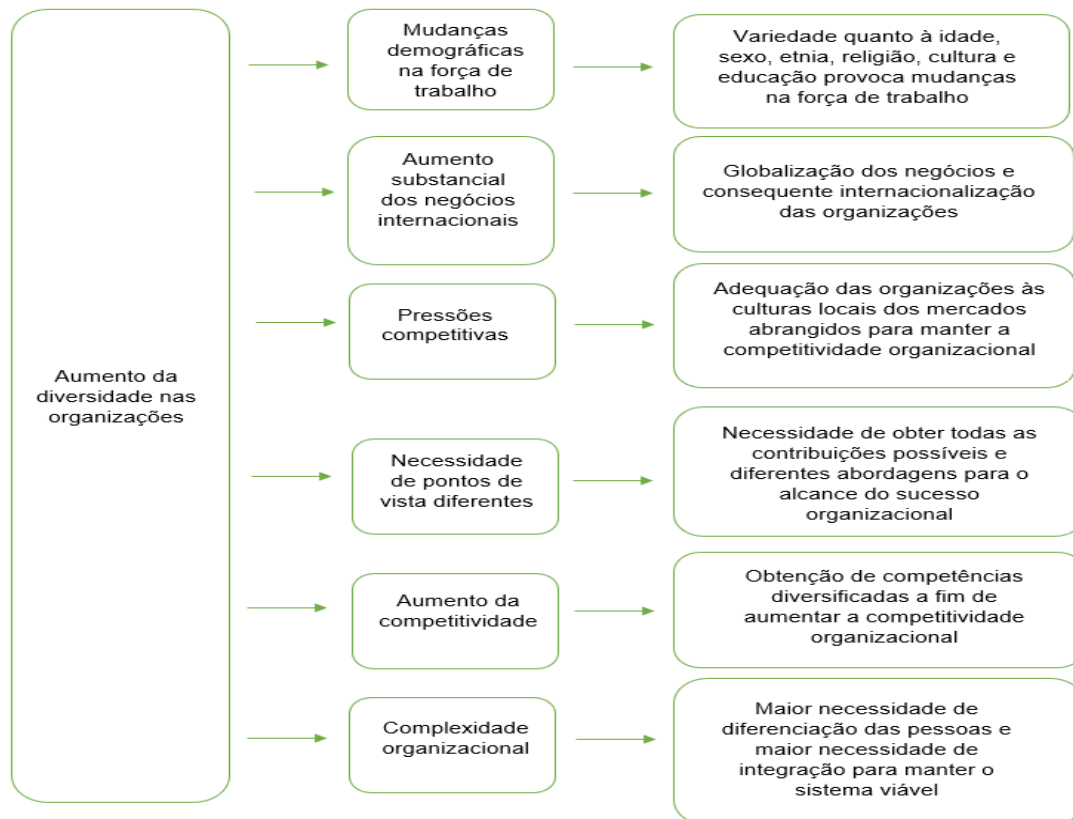 Aumento da
diversidade nas
organizações
Mudanças
demográficas
na força de
trabalho
Variedade quanto à idade,
sexo, etnia, religião, cultura e
educação provoca mudanças
na força de trabalho
Aumento
substancial
dos negócios
internacionais
Globalização dos negócios e
consequente internacionalização
das organizações
Pressões
competitivas
Adequação das organizações às
culturas locais dos mercados
abrangidos para manter a
competitividade organizacional
Necessidade
de pontos de
vista diferentes
Necessidade de obter todas as
contribuições possíveis e
diferentes abordagens para o
alcance do sucesso
organizacional
Aumento da
competitividade
Obtenção de competências
diversificadas a fim de
aumentar a competitividade
organizacional
Complexidade
organizacional
Maior necessidade de
diferenciação das pessoas e
maior necessidade de
integração para manter o
sistema viável